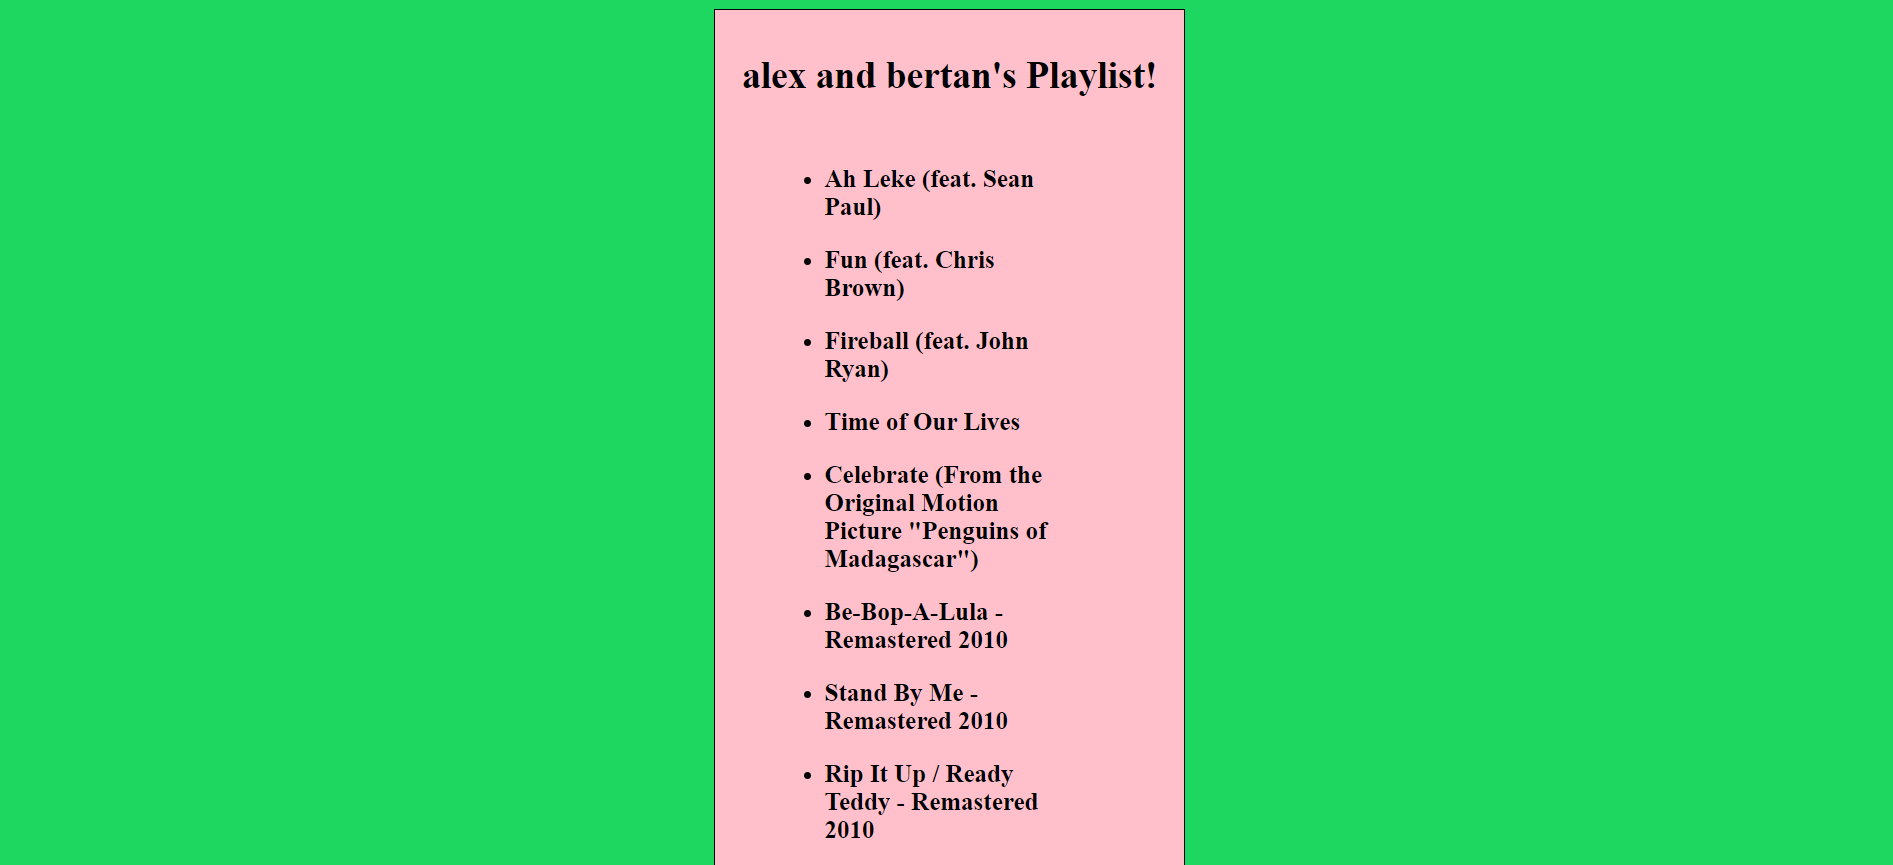 alex and bertan's Playlist!
Ah Leke (feat. Sean
Paul)
Fun (feat. Chris
Brown)
Fireball (feat. John
Ryan)
Time of Our Lives
Celebrate (From the
Original Motion
Picture "Penguins of
Madagascar")
Be-Bop-A-Lula -
Remastered 2010
Stand By Me -
Remastered 2010
Rip It Up / Ready
Teddy - Remastered
2010